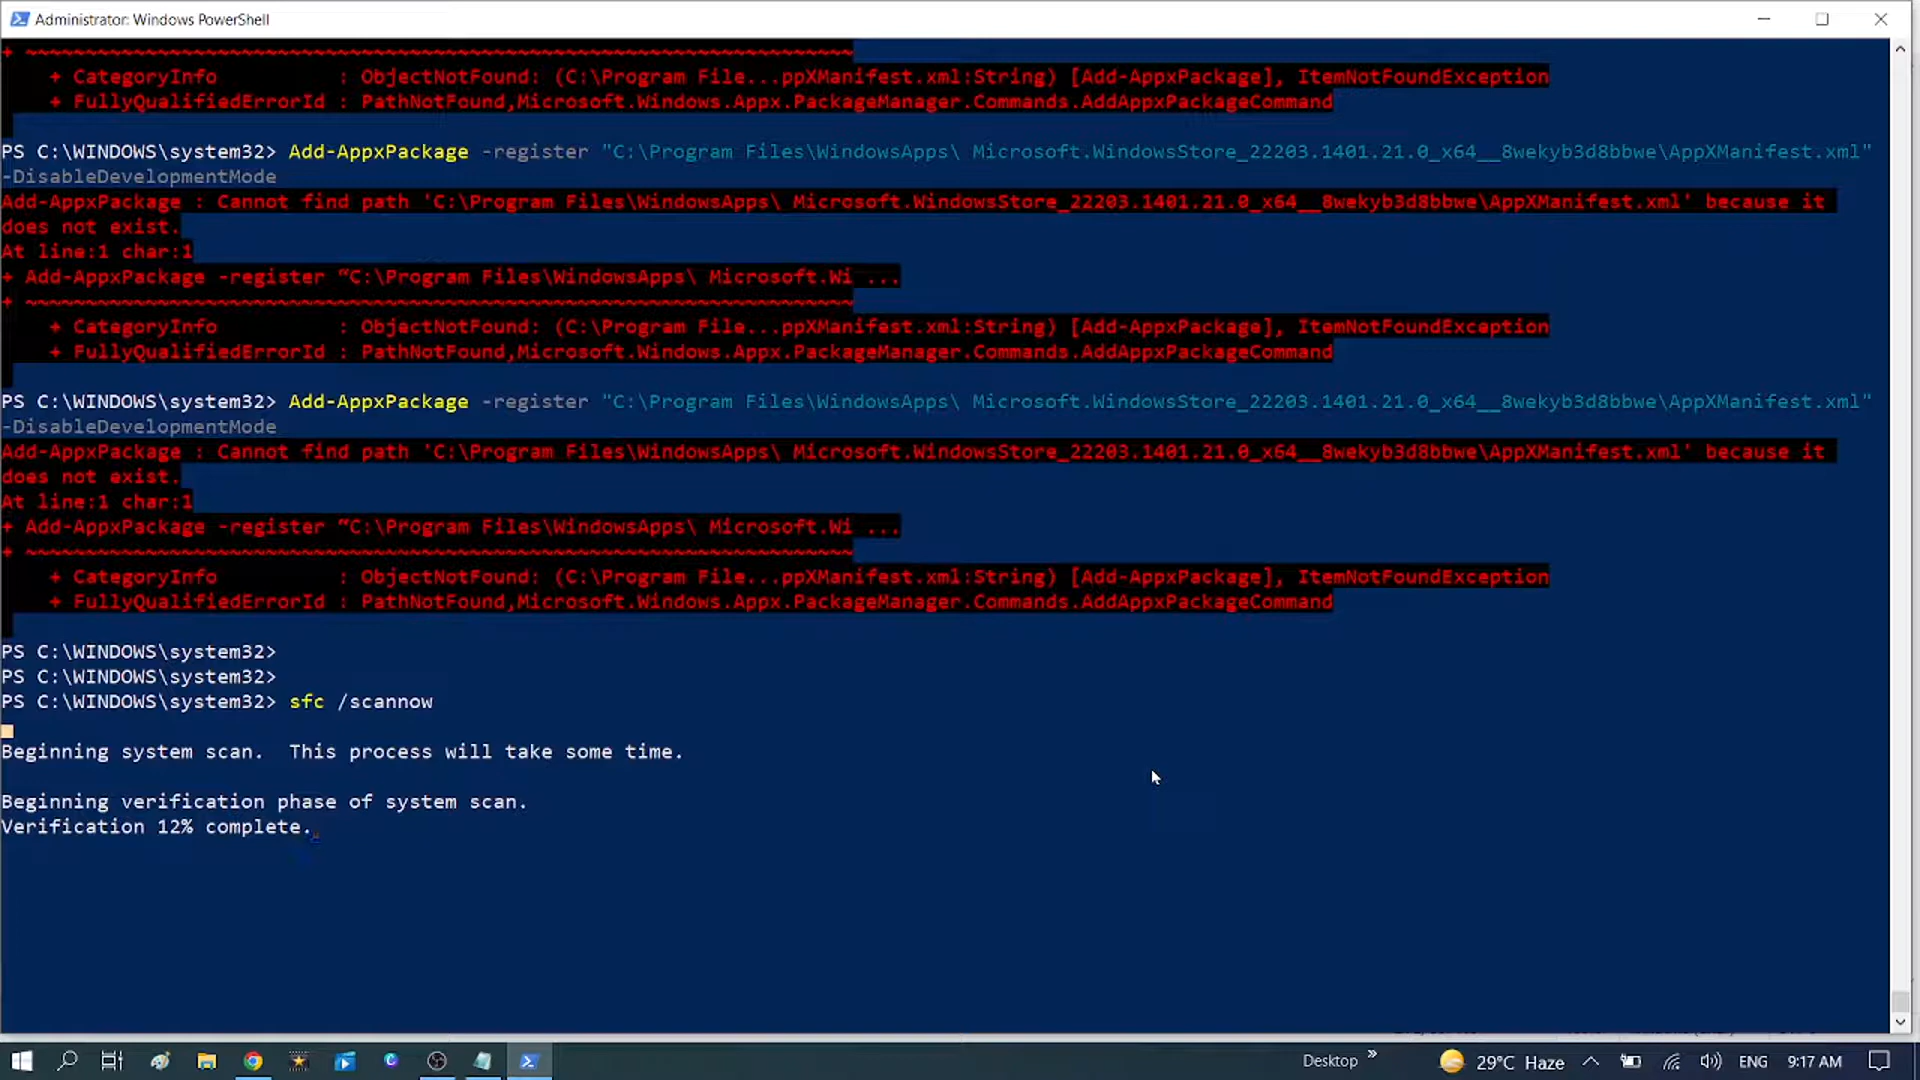 Administrator: Windows PowerShell
+ ~~~~~~~~~~~~~~~~~~~~~~~~~~~~~~~~~~~~~~~~~~~~~~~~~~~~~~~~~~~~~~~~~~~~~
    + CategoryInfo          : ObjectNotFound: (C:\Program File...ppXManifest.xml:String) [Add-AppxPackage], ItemNotFoundException
    + FullyQualifiedErrorId : PathNotFound,Microsoft.Windows.Appx.PackageManager.Commands.AddAppxPackageCommand
PS C:\WINDOWS\system32> Add-AppxPackage -register "C:\Program Files\WindowsApps\ Microsoft.WindowsStore_22203.1401.21.0_x64__8wekyb3d8bbwe\AppXManifest.xml"
-DisableDevelopmentMode
Add-AppxPackage : Cannot find path 'C:\Program Files\WindowsApps\ Microsoft.WindowsStore_22203.1401.21.0_x64__8wekyb3d8bbwe\AppXManifest.xml' because it
does not exist.
At line:1 char:1
+ Add-AppxPackage -register “C:\Program Files\WindowsApps\ Microsoft.Wi ...
+ ~~~~~~~~~~~~~~~~~~~~~~~~~~~~~~~~~~~~~~~~~~~~~~~~~~~~~~~~~~~~~~~~~~~~~
    + CategoryInfo          : ObjectNotFound: (C:\Program File...ppXManifest.xml:String) [Add-AppxPackage], ItemNotFoundException
    + FullyQualifiedErrorId : PathNotFound,Microsoft.Windows.Appx.PackageManager.Commands.AddAppxPackageCommand
PS C:\WINDOWS\system32> Add-AppxPackage -register "C:\Program Files\WindowsApps\ Microsoft.WindowsStore_22203.1401.21.0_x64__8wekyb3d8bbwe\AppXManifest.xml"
-DisableDevelopmentMode
Add-AppxPackage : Cannot find path 'C:\Program Files\WindowsApps\ Microsoft.WindowsStore_22203.1401.21.0_x64__8wekyb3d8bbwe\AppXManifest.xml' because it
does not exist.
At line:1 char:1
+ Add-AppxPackage -register “C:\Program Files\WindowsApps\ Microsoft.Wi ...
+ ~~~~~~~~~~~~~~~~~~~~~~~~~~~~~~~~~~~~~~~~~~~~~~~~~~~~~~~~~~~~~~~~~~~~~
    + CategoryInfo          : ObjectNotFound: (C:\Program File...ppXManifest.xml:String) [Add-AppxPackage], ItemNotFoundException
    + FullyQualifiedErrorId : PathNotFound,Microsoft.Windows.Appx.PackageManager.Commands.AddAppxPackageCommand
PS C:\WINDOWS\system32>
PS C:\WINDOWS\system32>
PS C:\WINDOWS\system32> sfc /scannow
Beginning system scan.  This process will take some time.
Beginning verification phase of system scan.
Verification 12% complete.
Desktop » 29°C Haze ENG 9:17 AM